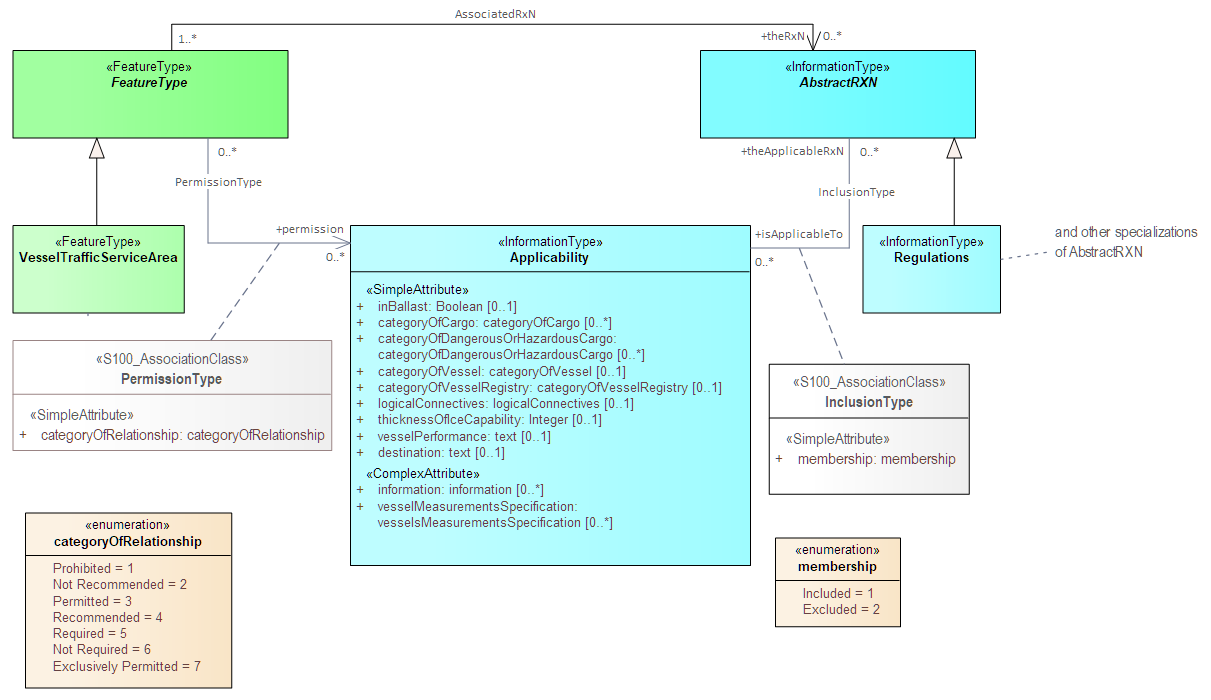 AssociatedRxN
1..*
+theRxN
0..*
«FeatureType»
FeatureType
«InformationType»
AbstractRXN
0..*
PermissionType
+theApplicableRxN
0..*
InclusionType
+permission
0..*
+isApplicableTo
0..*
«FeatureType»
VesselTrafficServiceArea
«InformationType»
Applicability
«SimpleAttribute»
+ inBallast: Boolean [0..1]
+ categoryOfCargo: categoryOfCargo [0..*]
+ categoryOfDangerousOrHazardousCargo:
categoryOfDangerousOrHazardousCargo [0..*]
+ categoryOfVessel: categoryOfVessel [0..1]
+ categoryOfVesselRegistry: categoryOfVesselRegistry [0..1]
+ logicalConnectives: logicalConnectives [0..1]
+ thicknessOfIceCapability: Integer [0..1]
+ vesselPerformance: text [0..1]
+ destination: text [0..1]
«ComplexAttribute»
+ information: information [0..*]
+ vesselMeasurementsSpecification:
vesselsMeasurementsSpecification [0..*]
«InformationType»
Regulations
and other specializations
of AbstractRXN
«S100_AssociationClass»
PermissionType
«SimpleAttribute»
+ categoryOfRelationship: categoryOfRelationship
«S100_AssociationClass»
InclusionType
«SimpleAttribute»
+ membership: membership
«enumeration»
categoryOfRelationship
Prohibited = 1
Not Recommended = 2
Permitted = 3
Recommended = 4
Required = 5
Not Required = 6
Exclusively Permitted = 7
«enumeration»
membership
Included = 1
Excluded = 2